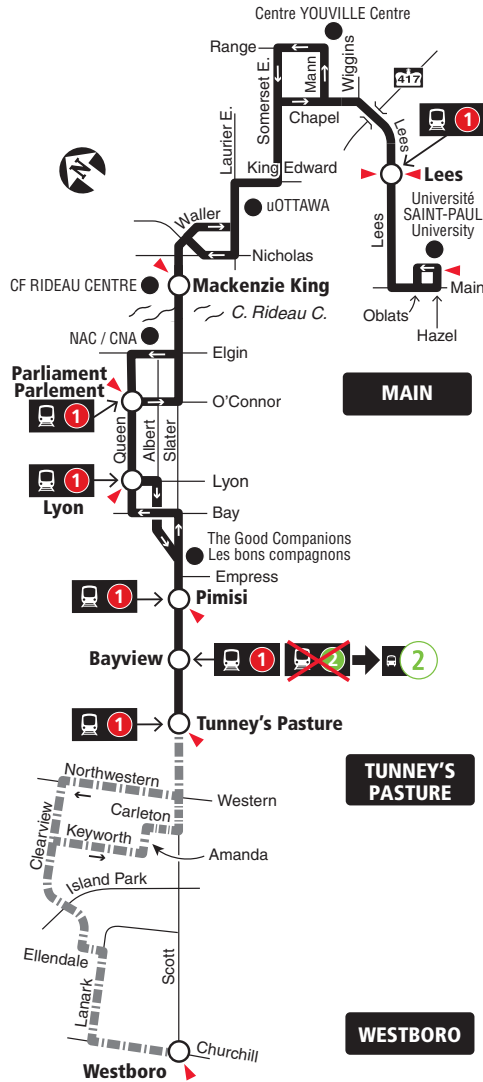 Centre YOUVILLE Centre
Range
Somerset E.
Mann
Wiggins
417
Chapel
Lees
1
Lees
Laurier E.
King Edward
uOTTAWA
Waller
Nicholas
Université
SAINT-PAUL
University
Lees
Main
Oblats
Hazel
N
CF RIDEAU CENTRE
Mackenzie King
C. Rideau C.
NAC / CNA
Elgin
Parliament
Parlement
1
O'Connor
MAIN
Queen
Albert
Slater
1
Lyon
Lyon
Bay
The Good Companions
Les bons compagnons
Empress
1
Pimisi
Bayview
1
2
2
1
Tunney's Pasture
Northwestern
Western
TUNNEY'S
PASTURE
Carleton
Clearview
Keyworth
Amanda
Island Park
Ellendale
Scott
Lanark
Churchill
WESTBORO
Westboro